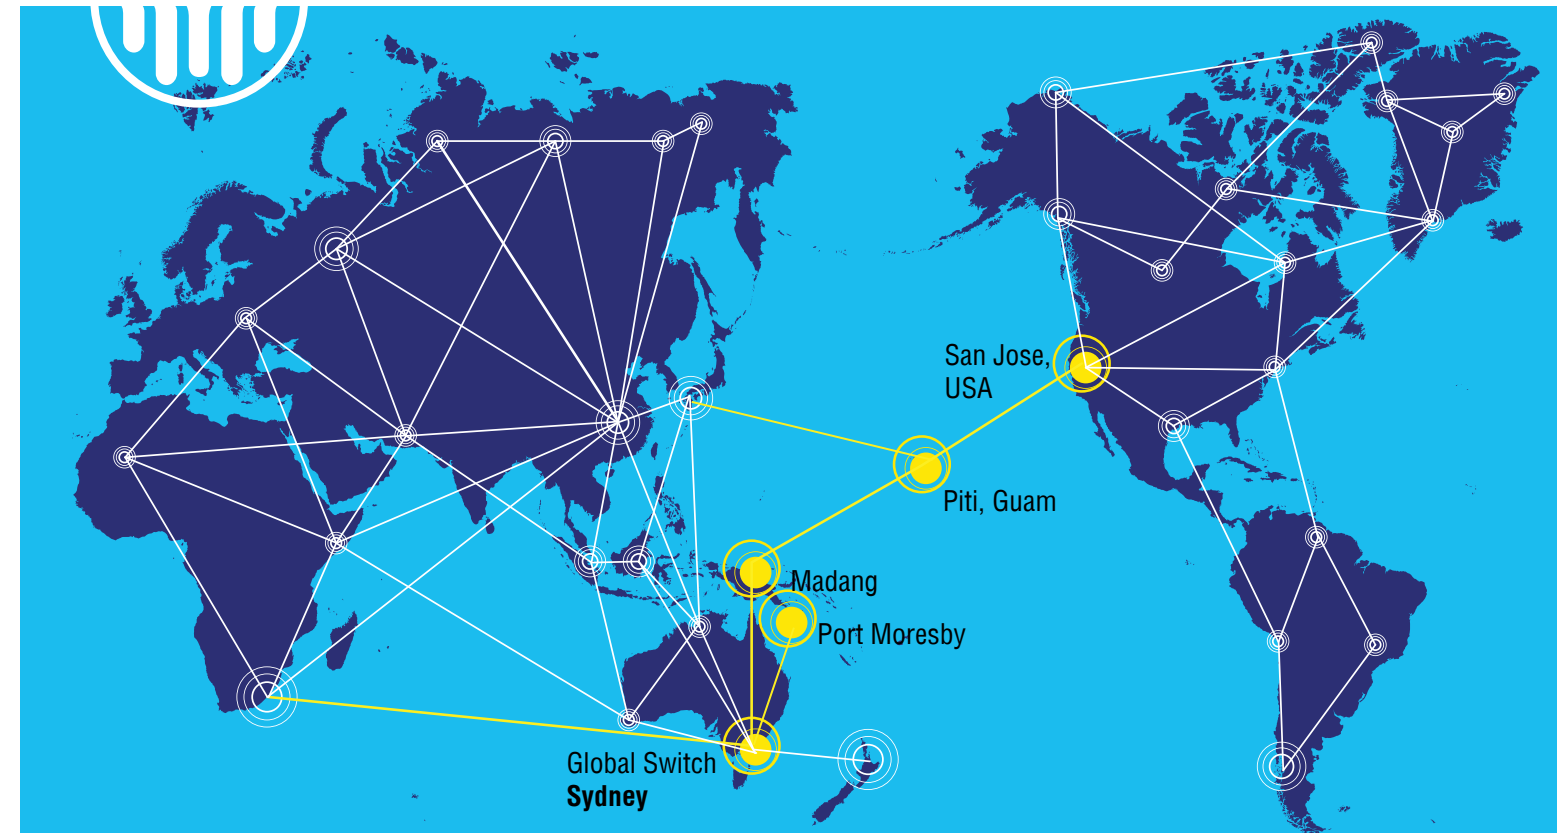 San Jose,
USA
Piti, Guam
Madang
Port Moresby
Global Switch
Sydney